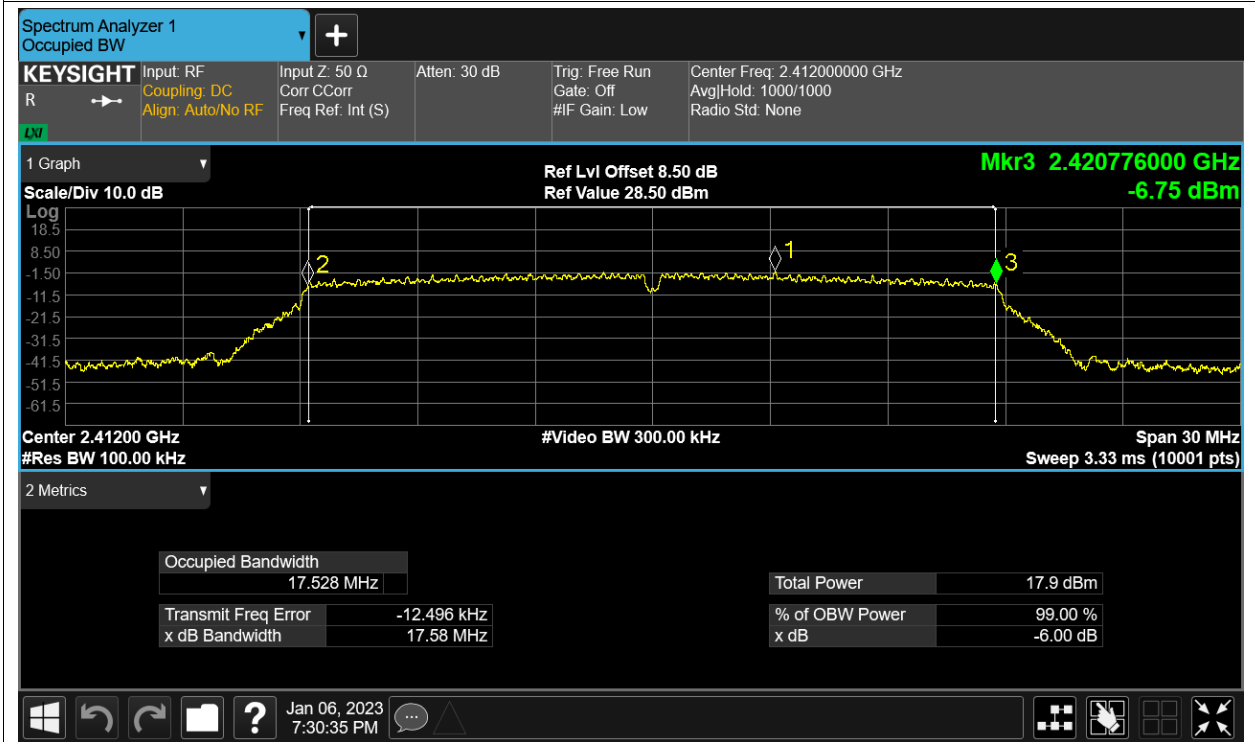 Spectrum Analyzer 1
Occupied BW
KEYSIGHT Input: RF Input Z: 50 Ω Atten: 30 dB Trig: Free Run Center Freq: 2.412000000 GHz
R Coupling: DC Corr CCorr Gate: Off Avg|Hold: 1000/1000
Align: Auto/No RF Freq Ref: Int (S) #IF Gain: Low Radio Std: None
LXI
1 Graph Ref Lvl Offset 8.50 dB Mkr3 2.420776000 GHz
Scale/Div 10.0 dB Ref Value 28.50 dBm -6.75 dBm
Log
18.5
8.50 1
-1.50 2 3
-11.5
-21.5
-31.5
-41.5
-51.5
-61.5
Center 2.41200 GHz #Video BW 300.00 kHz Span 30 MHz
#Res BW 100.00 kHz Sweep 3.33 ms (10001 pts)
2 Metrics
Occupied Bandwidth
17.528 MHz Total Power 17.9 dBm
Transmit Freq Error -12.496 kHz % of OBW Power 99.00 %
x dB Bandwidth 17.58 MHz x dB -6.00 dB
? Jan 06, 2023
7:30:35 PM